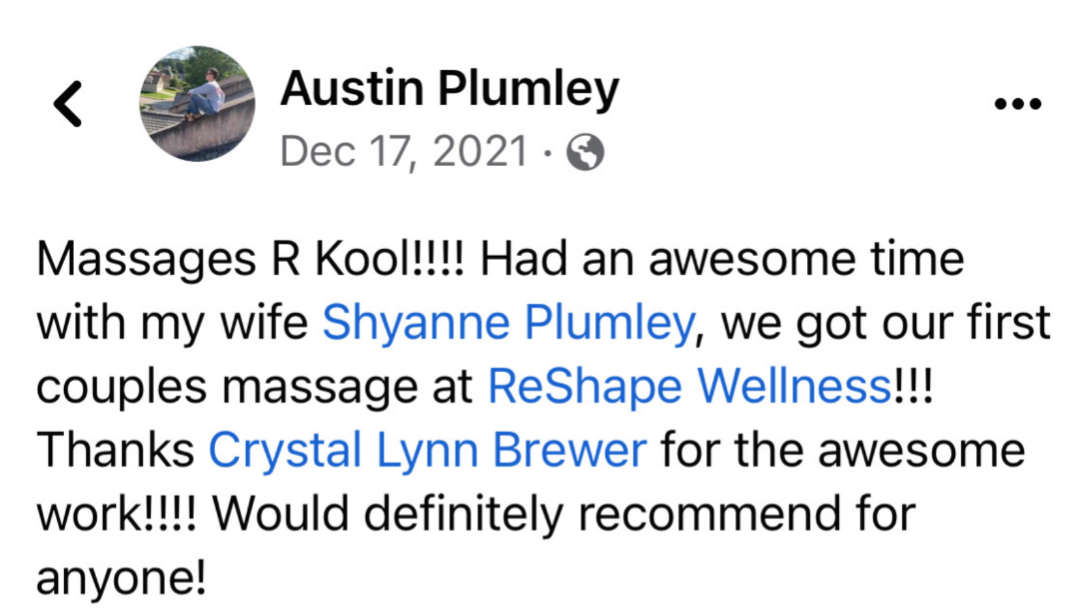 Austin Plumley
Dec 17, 2021 ·
Massages R Kool!!!! Had an awesome time
with my wife Shyanne Plumley, we got our first
couples massage at ReShape Wellness!!!
Thanks Crystal Lynn Brewer for the awesome
work!!!! Would definitely recommend for
anyone!